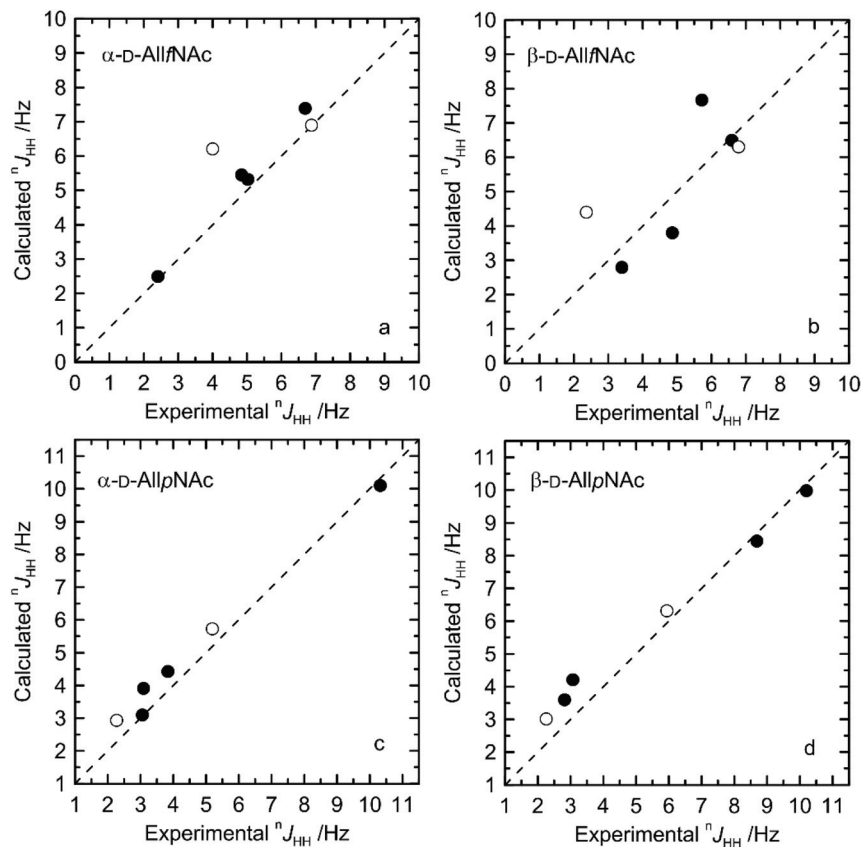 α-D-AllfNAc
Calculated ⁿJHH /Hz
10
9
8
7
6
5
4
3
2
1
0
a
0 1 2 3 4 5 6 7 8 9 10
Experimental ⁿJHH /Hz
β-D-AllfNAc
Calculated ⁿJHH /Hz
10
9
8
7
6
5
4
3
2
1
0
b
0 1 2 3 4 5 6 7 8 9 10
Experimental ⁿJHH /Hz
α-D-AllpNAc
Calculated ⁿJHH /Hz
11
10
9
8
7
6
5
4
3
2
1
c
1 2 3 4 5 6 7 8 9 10 11
Experimental ⁿJHH /Hz
β-D-AllpNAc
Calculated ⁿJHH /Hz
11
10
9
8
7
6
5
4
3
2
1
d
1 2 3 4 5 6 7 8 9 10 11
Experimental ⁿJHH /Hz